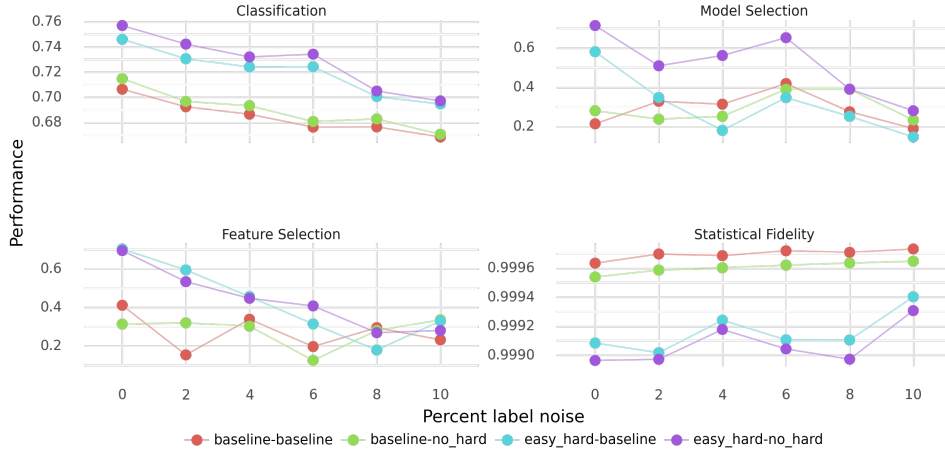 Classification
Model Selection
0.76
0.74
0.72
0.70
0.68
0.6
0.4
0.2
Performance
Feature Selection
Statistical Fidelity
0.6
0.4
0.2
0.9996
0.9994
0.9992
0.9990
0 2 4 6 8 10
0 2 4 6 8 10
Percent label noise
baseline-baseline baseline-no_hard easy_hard-baseline easy_hard-no_hard